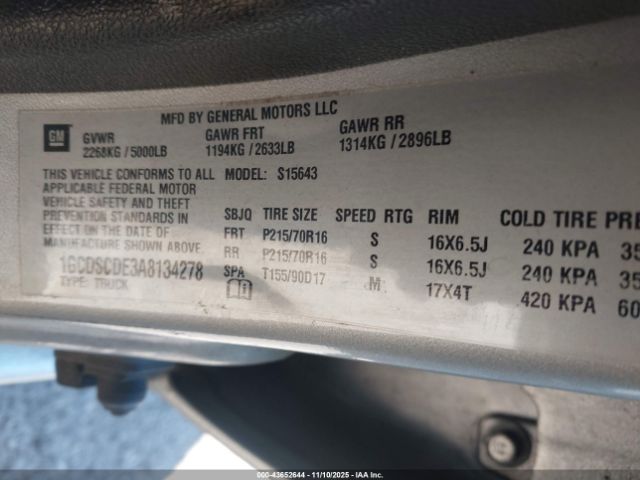 MFD BY GENERAL MOTORS LLC
GM GVWR GAWR FRT GAWR RR
2268KG / 5000LB 1194KG / 2633LB 1314KG / 2896LB
THIS VEHICLE CONFORMS TO ALL MODEL: S15643
APPLICABLE FEDERAL MOTOR
VEHICLE SAFETY AND THEFT
PREVENTION STANDARDS IN SBJQ TIRE SIZE SPEED RTG RIM COLD TIRE PRE
EFFECT ON THE DATE OF FRT P215/70R16 S 16X6.5J 240 KPA 35
MANUFACTURE SHOWN ABOVE. RR P215/70R16 S 16X6.5J 240 KPA 35
1GCDSCDE3A8134278 SPA T155/90D17 M 17X4T 420 KPA 60
TYPE: TRUCK
000-43652644 - 11/10/2025 - IAA Inc.